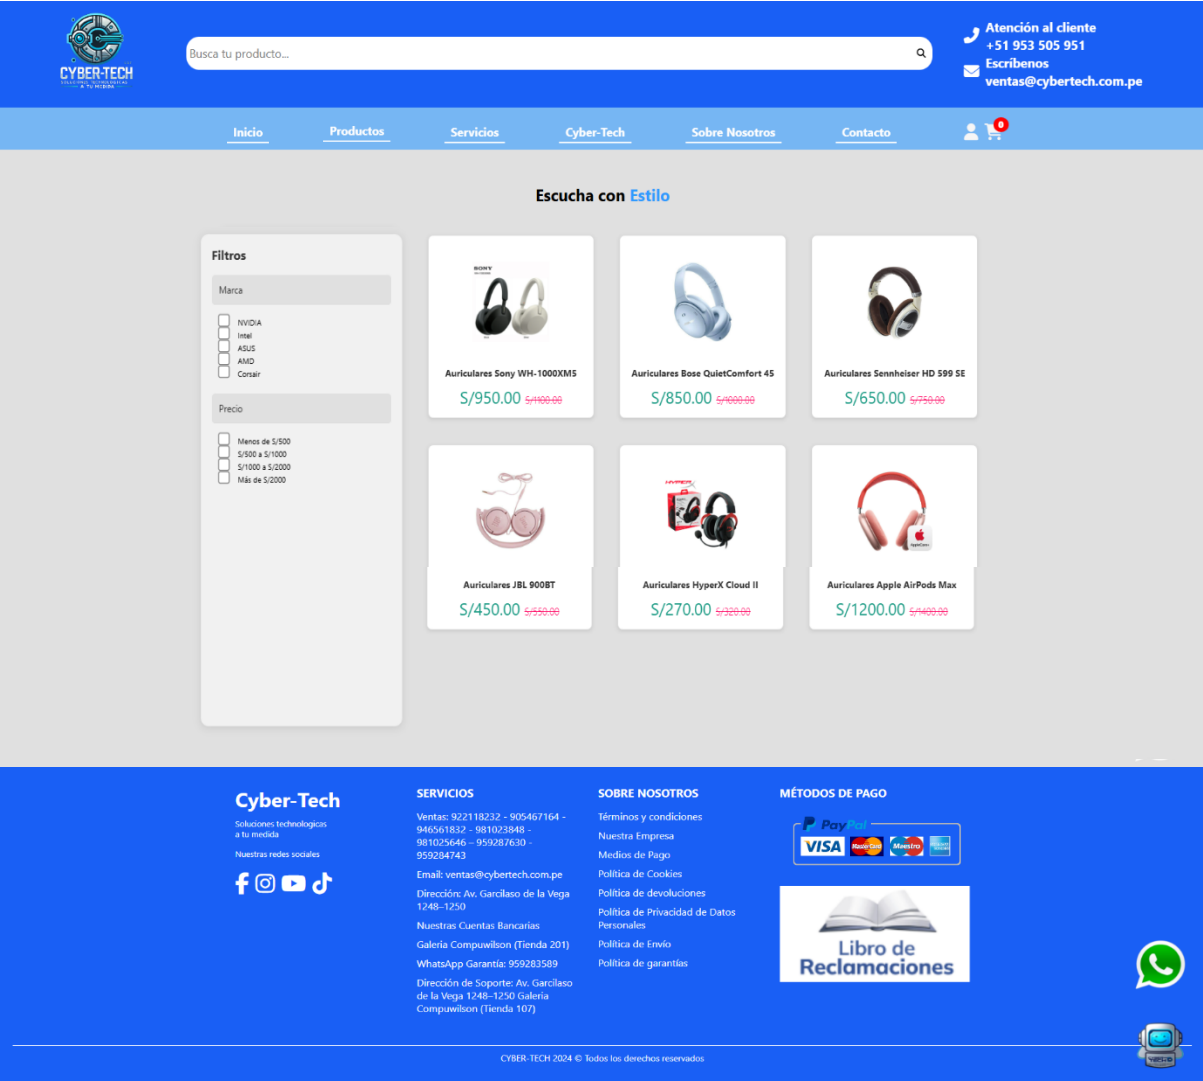 CYBER-TECH
SOLUCIONES TECNOLOGICAS
A TU MEDIDA
Busca tu producto...
Atención al cliente
+51 953 505 951
Escríbenos
ventas@cybertech.com.pe
Inicio
Productos
Servicios
Cyber-Tech
Sobre Nosotros
Contacto
0
Escucha con Estilo
Filtros
Marca
NVIDIA
Intel
ASUS
AMD
Corsair
Precio
Menos de S/500
S/500 a S/1000
S/1000 a S/2000
Más de S/2000
SONY
Auriculares Sony WH-1000XM5
S/950.00 S/1100.00
Auriculares Bose QuietComfort 45
S/850.00 S/1000.00
Auriculares Sennheiser HD 599 SE
S/650.00 S/750.00
Auriculares JBL 900BT
S/450.00 S/550.00
HYPERX
Auriculares HyperX Cloud II
S/270.00 S/320.00
Auriculares Apple AirPods Max
S/1200.00 S/1400.00
Cyber-Tech
Soluciones technologicas
a tu medida
Nuestras redes sociales
SERVICIOS
Ventas: 922118232 - 905467164 -
946561832 - 981023848 -
981025646 – 959287630 -
959284743
Email: ventas@cybertech.com.pe
Dirección: Av. Garcilaso de la Vega
1248–1250
Nuestras Cuentas Bancarias
Galeria Compuwilson (Tienda 201)
WhatsApp Garantía: 959283589
Dirección de Soporte: Av. Garcilaso
de la Vega 1248–1250 Galeria
Compuwilson (Tienda 107)
SOBRE NOSOTROS
Términos y condiciones
Nuestra Empresa
Medios de Pago
Política de Cookies
Política de devoluciones
Política de Privacidad de Datos
Personales
Política de Envío
Política de garantías
MÉTODOS DE PAGO
PayPal
VISA MasterCard Maestro
Libro de
Reclamaciones
CYBER-TECH 2024 © Todos los derechos reservados